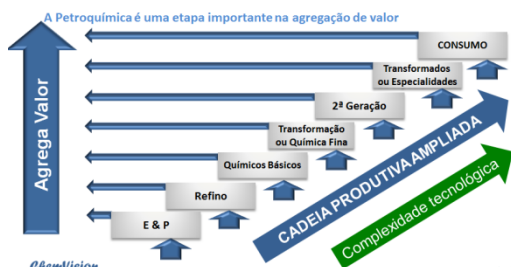 A Petroquímica é uma etapa importante na agregação de valor
CONSUMO
Transformados
ou Especialidades
2ª Geração
Transformação
ou Química Fina
Químicos Básicos
Refino
E & P
Agrega Valor
CADEIA PRODUTIVA AMPLIADA
Complexidade tecnológica
ChemVision